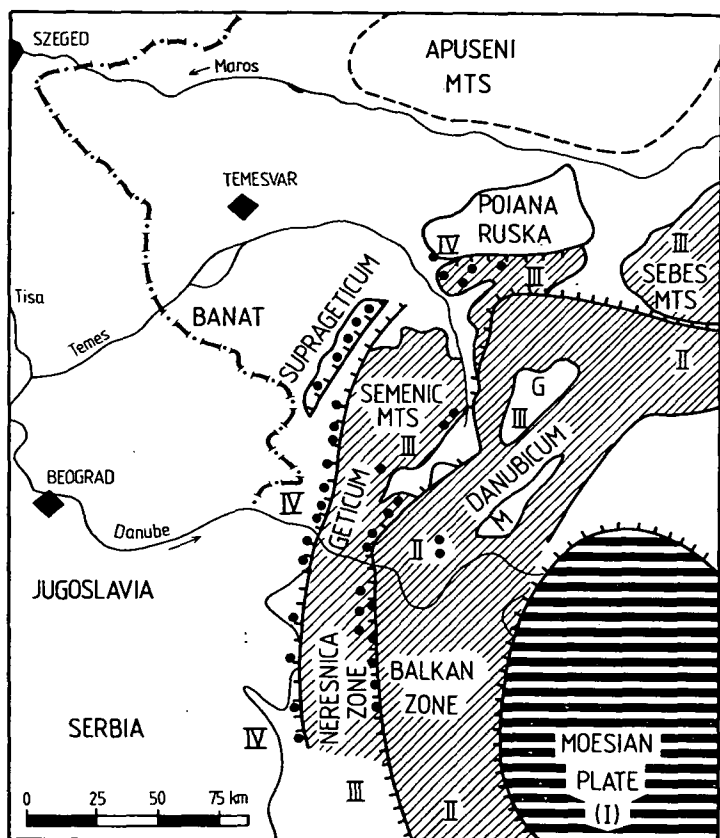 SZEGED
Maros
APUSENI
MTS
TEMESVAR
POIANA
RUSKA
IV
III
III
SEBES
MTS
Tisa
Temes
BANAT
SUPRAGETICUM
II
SEMENIC
MTS
III
G
III
DANUBICUM
M
BEOGRAD
IV
GETICUM
Danube
II
JUGOSLAVIA
NERESNICA
ZONE
BALKAN
ZONE
SERBIA
IV
III
II
MOESIAN
PLATE
(I)
0 25 50 75 km